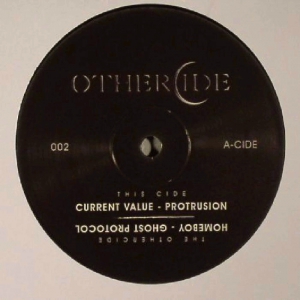 OTHERCIDE
002
A-CIDE
THIS CIDE
CURRENT VALUE - PROTRUSION
HOMEBOY - GHOST PROTOCOL
THE OTHERCIDE